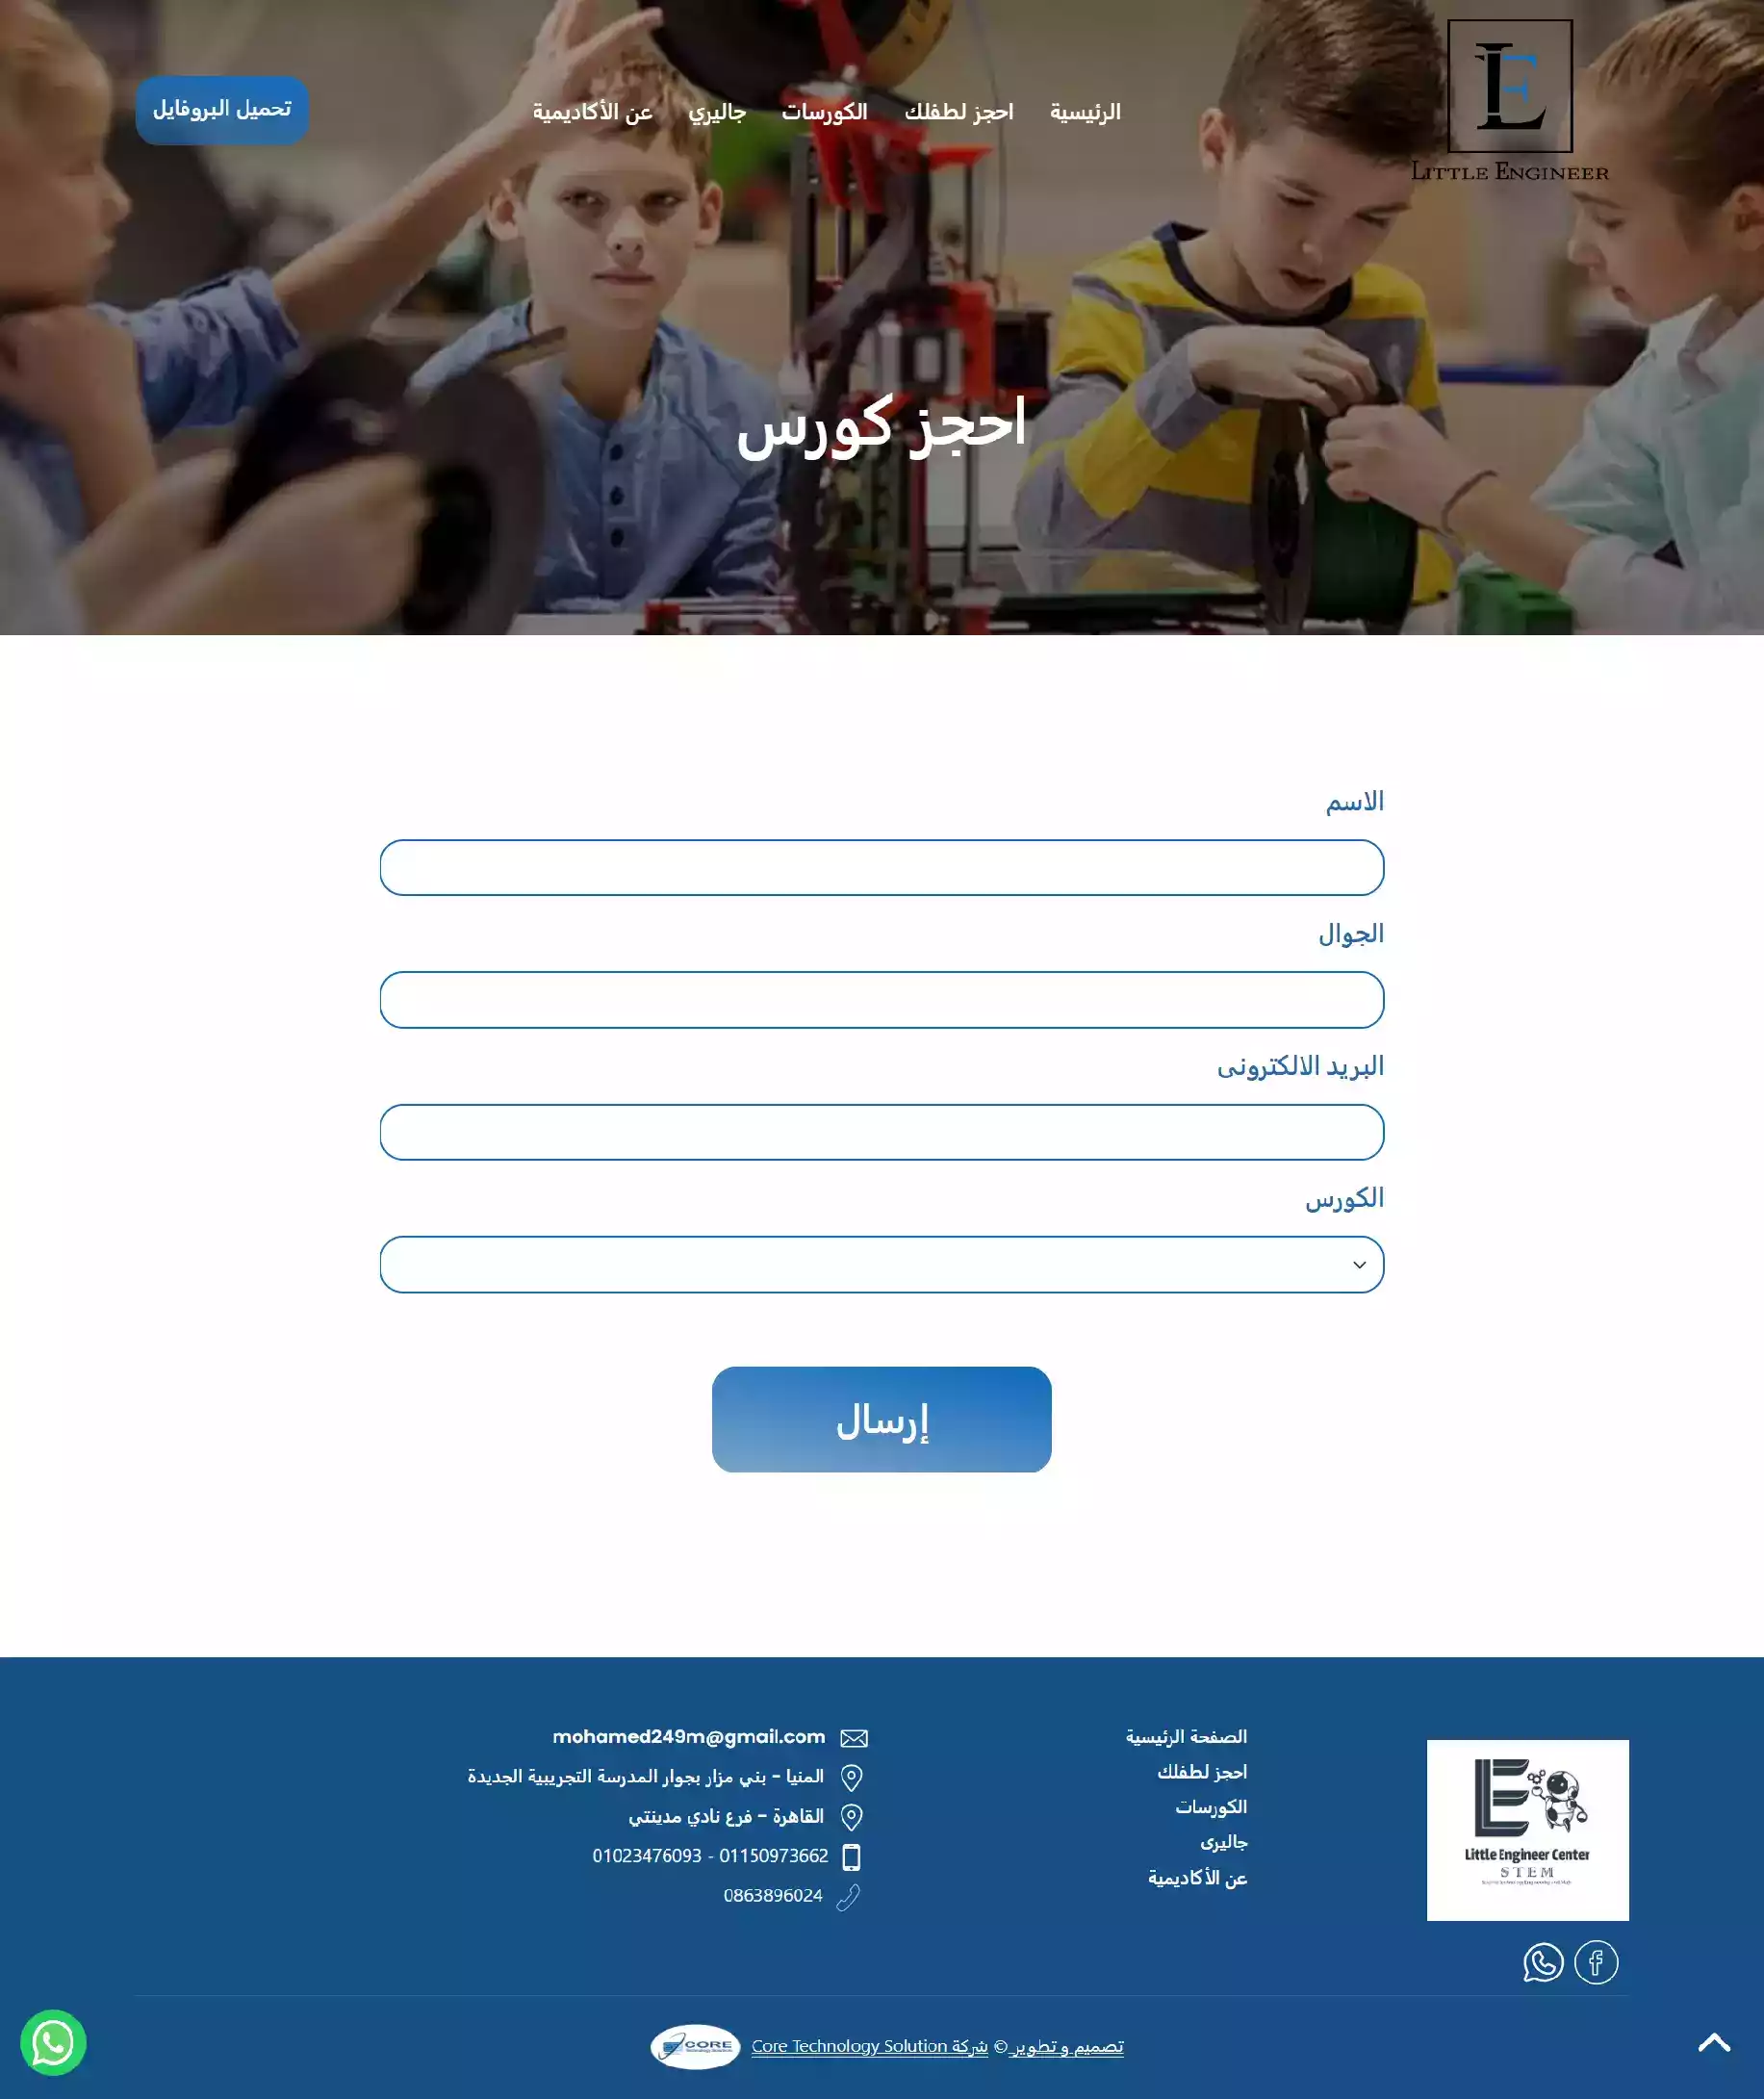 LE
LITTLE ENGINEER
الرئيسية احجز لطفلك الكورسات جاليري عن الأكاديمية
تحميل البروفايل
احجز كورس
الاسم
الجوال
البريد الالكترونى
الكورس
إرسال
LE
Little Engineer Center
STEM
الصفحة الرئيسية
احجز لطفلك
الكورسات
جاليرى
عن الأكاديمية
mohamed249m@gmail.com
المنيا – بني مزار بجوار المدرسة التجريبية الجديدة
القاهرة – فرع نادي مدينتي
01023476093 - 01150973662
0863896024
تصميم و تطوير © شركة Core Technology Solution
CORE